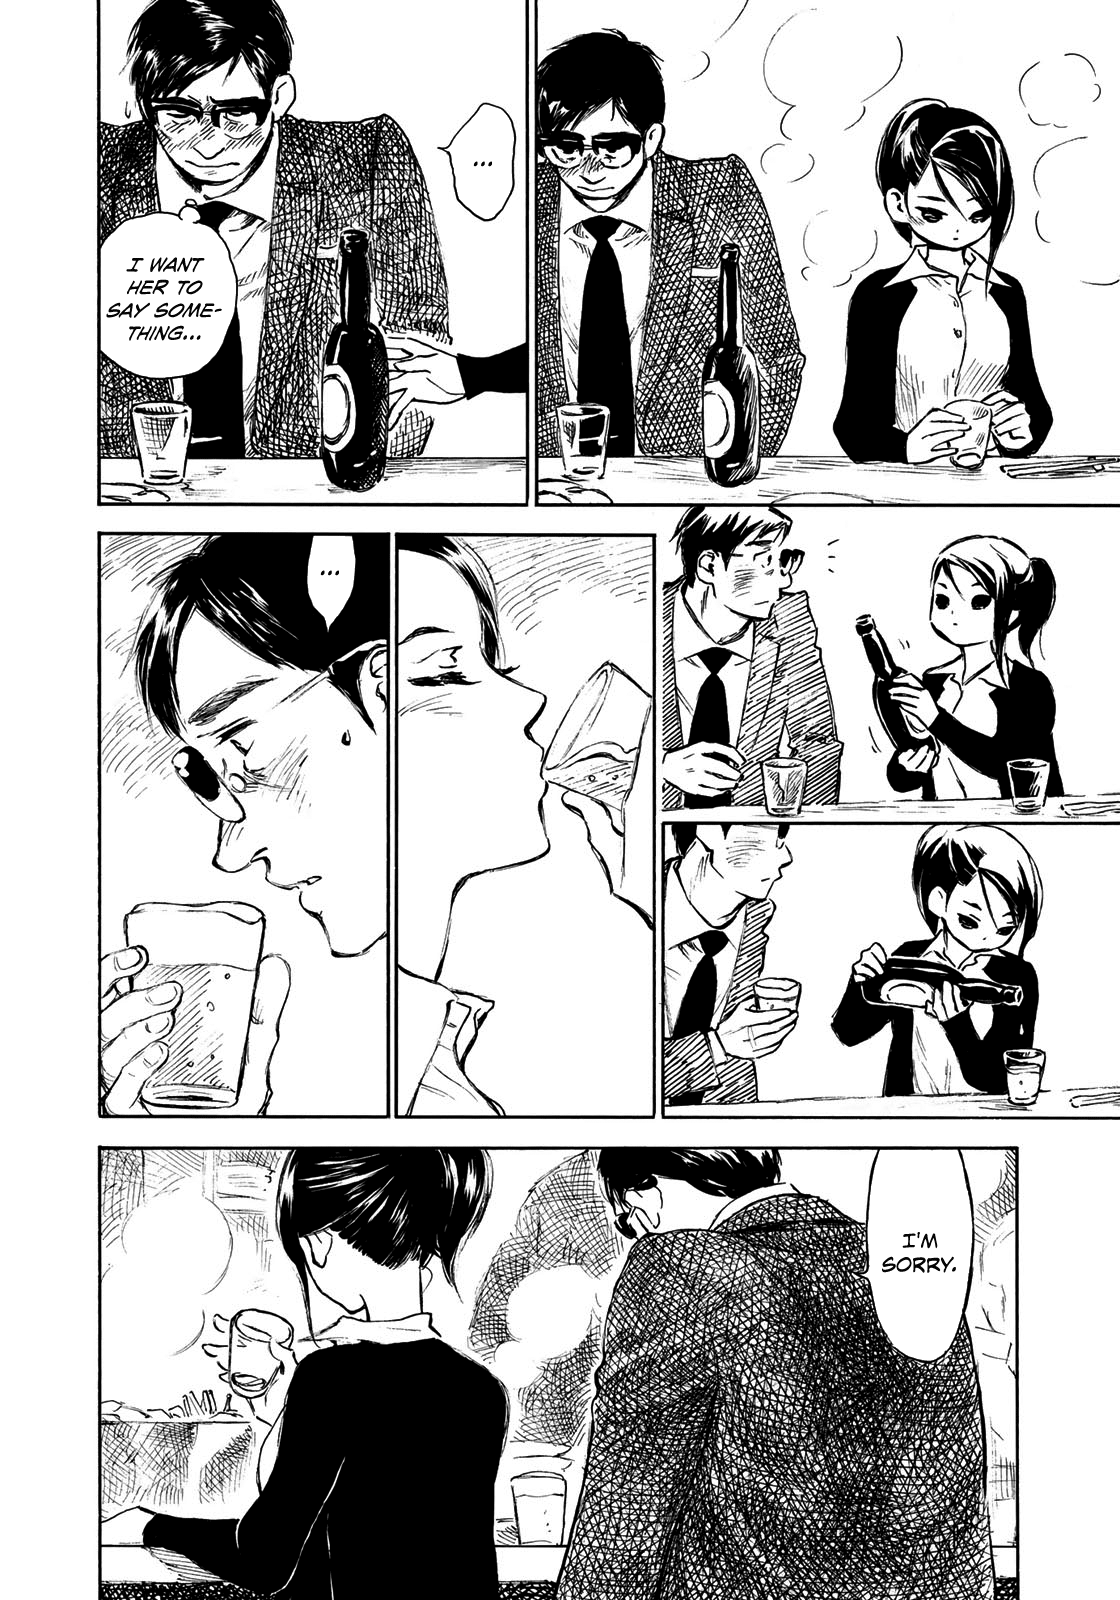 ...
I WANT
HER TO
SAY SOME-
THING...
...
I'M
SORRY.